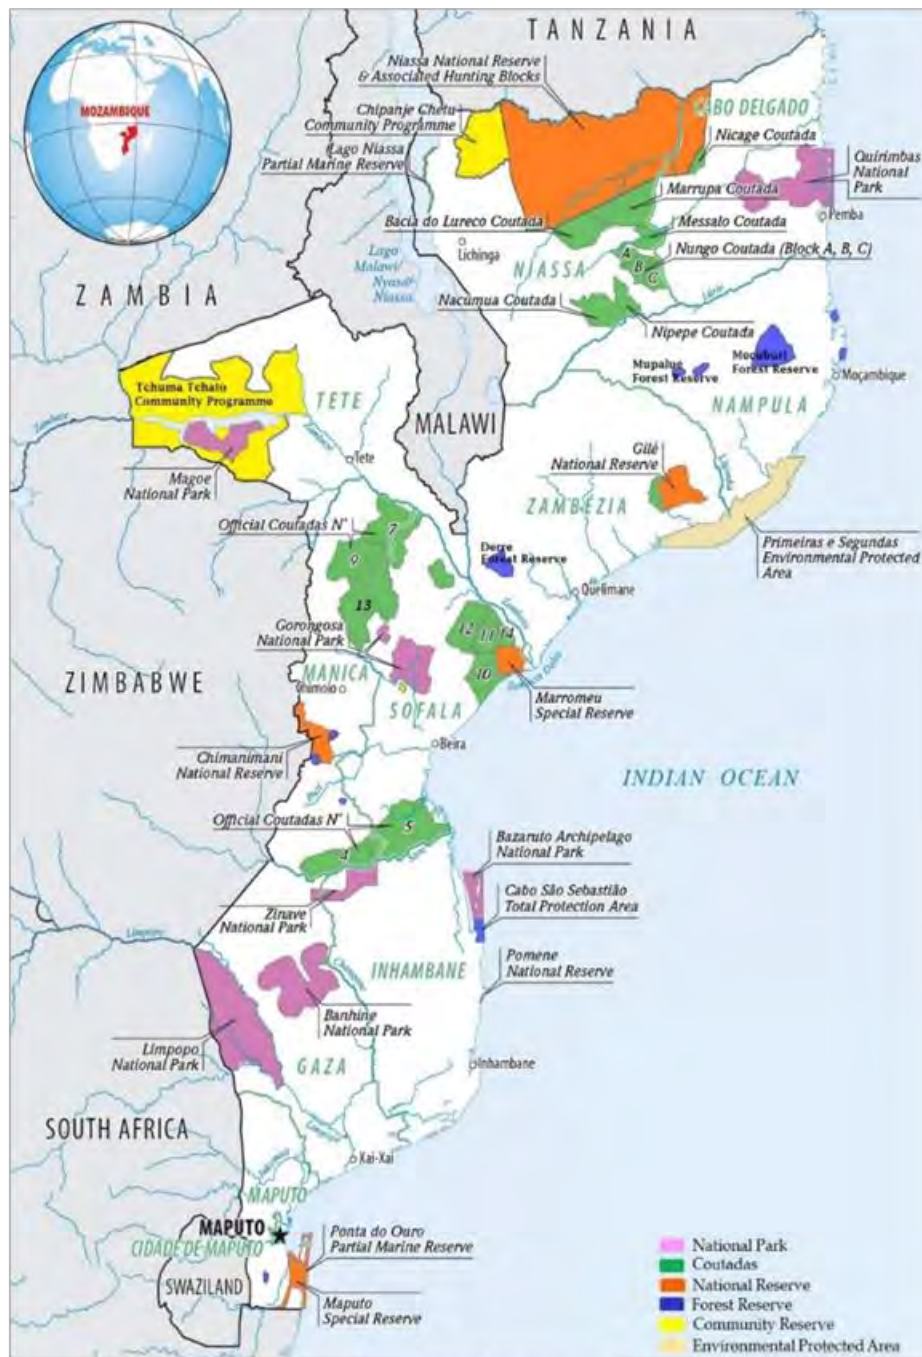 TANZANIA
MOZAMBIQUE
Niassa National Reserve
& Associated Hunting Blocks
Chipanje Chetu
Community Programme
Lago Niassa
Partial Marine Reserve
CABO DELGADO
Nicage Coutada
Quirimbas
National
Park
Marrupa Coutada
Pemba
Bacia do Lureco Coutada
Messalo Coutada
Lichinga
Nungo Coutada (Block A, B, C)
A
B
C
NIASSA
Lago
Malawi/
Nyasa/
Niassa
ZAMBIA
Nacumua Coutada
Lúrio
Nipepe Coutada
Mupalue
Forest Reserve
Mecuburi
Forest Reserve
Moçambique
Tchuma Tchato
Community Programme
TETE
MALAWI
NAMPULA
Zambezi
Tete
Magoe
National Park
Gilé
National Reserve
ZAMBÉZIA
Official Coutadas N°
7
9
13
Derre
Forest Reserve
Primeiras e Segundas
Environmental Protected
Area
Quelimane
12
11
14
10
Gorongosa
National Park
MANICA
Chimoio
SOFALA
Marromeu
Special Reserve
ZIMBABWE
Chimanimani
National Reserve
Beira
INDIAN OCEAN
Official Coutadas N°
5
4
Bazaruto Archipelago
National Park
Cabo São Sebastião
Total Protection Area
Zinave
National Park
Limpopo
INHAMBANE
Pomene
National Reserve
Banhine
National Park
Limpopo
National Park
GAZA
Inhambane
SOUTH AFRICA
Xai-Xai
MAPUTO
MAPUTO
CIDADE DE MAPUTO
Ponta do Ouro
Partial Marine Reserve
SWAZILAND
Maputo
Special Reserve
National Park
Coutadas
National Reserve
Forest Reserve
Community Reserve
Environmental Protected Area